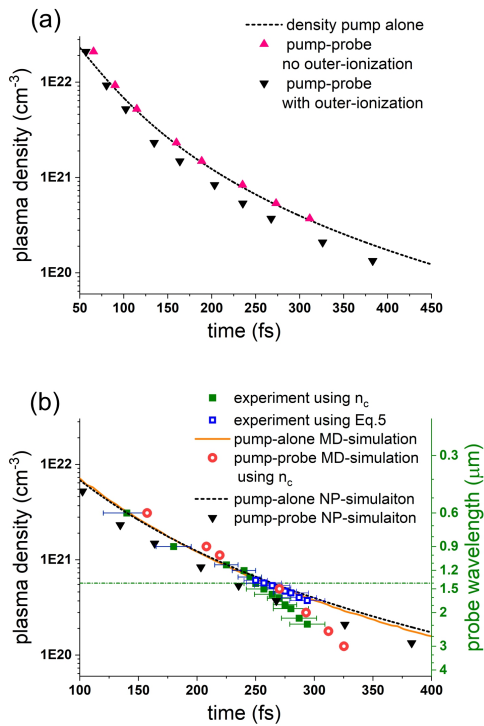 (a)
density pump alone
pump-probe
no outer-ionization
pump-probe
with outer-ionization
plasma density (cm⁻³)
1E22
1E21
1E20
50 100 150 200 250 300 350 400 450
time (fs)
(b)
experiment using n_c
experiment using Eq.5
pump-alone MD-simulation
pump-probe MD-simulation
using n_c
pump-alone NP-simulaiton
pump-probe NP-simulaiton
plasma density (cm⁻³)
1E22
1E21
1E20
probe wavelength (μm)
0.3
0.6
0.9
1.2
1.5
2
3
4
100 150 200 250 300 350 400
time (fs)